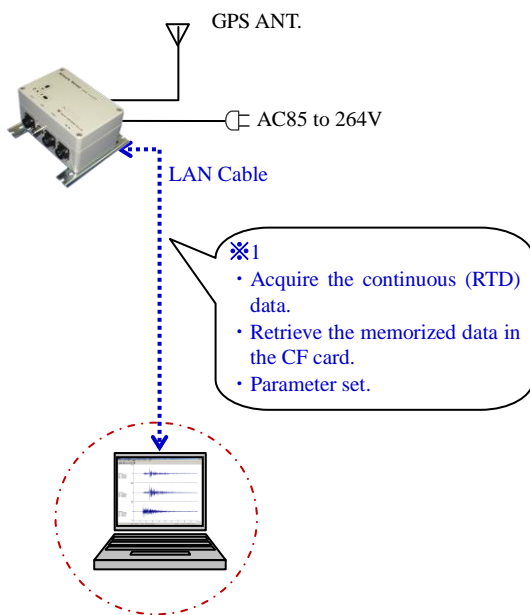 GPS ANT.
AC85 to 264V
LAN Cable
※1
・Acquire the continuous (RTD)
data.
・Retrieve the memorized data in
the CF card.
・Parameter set.